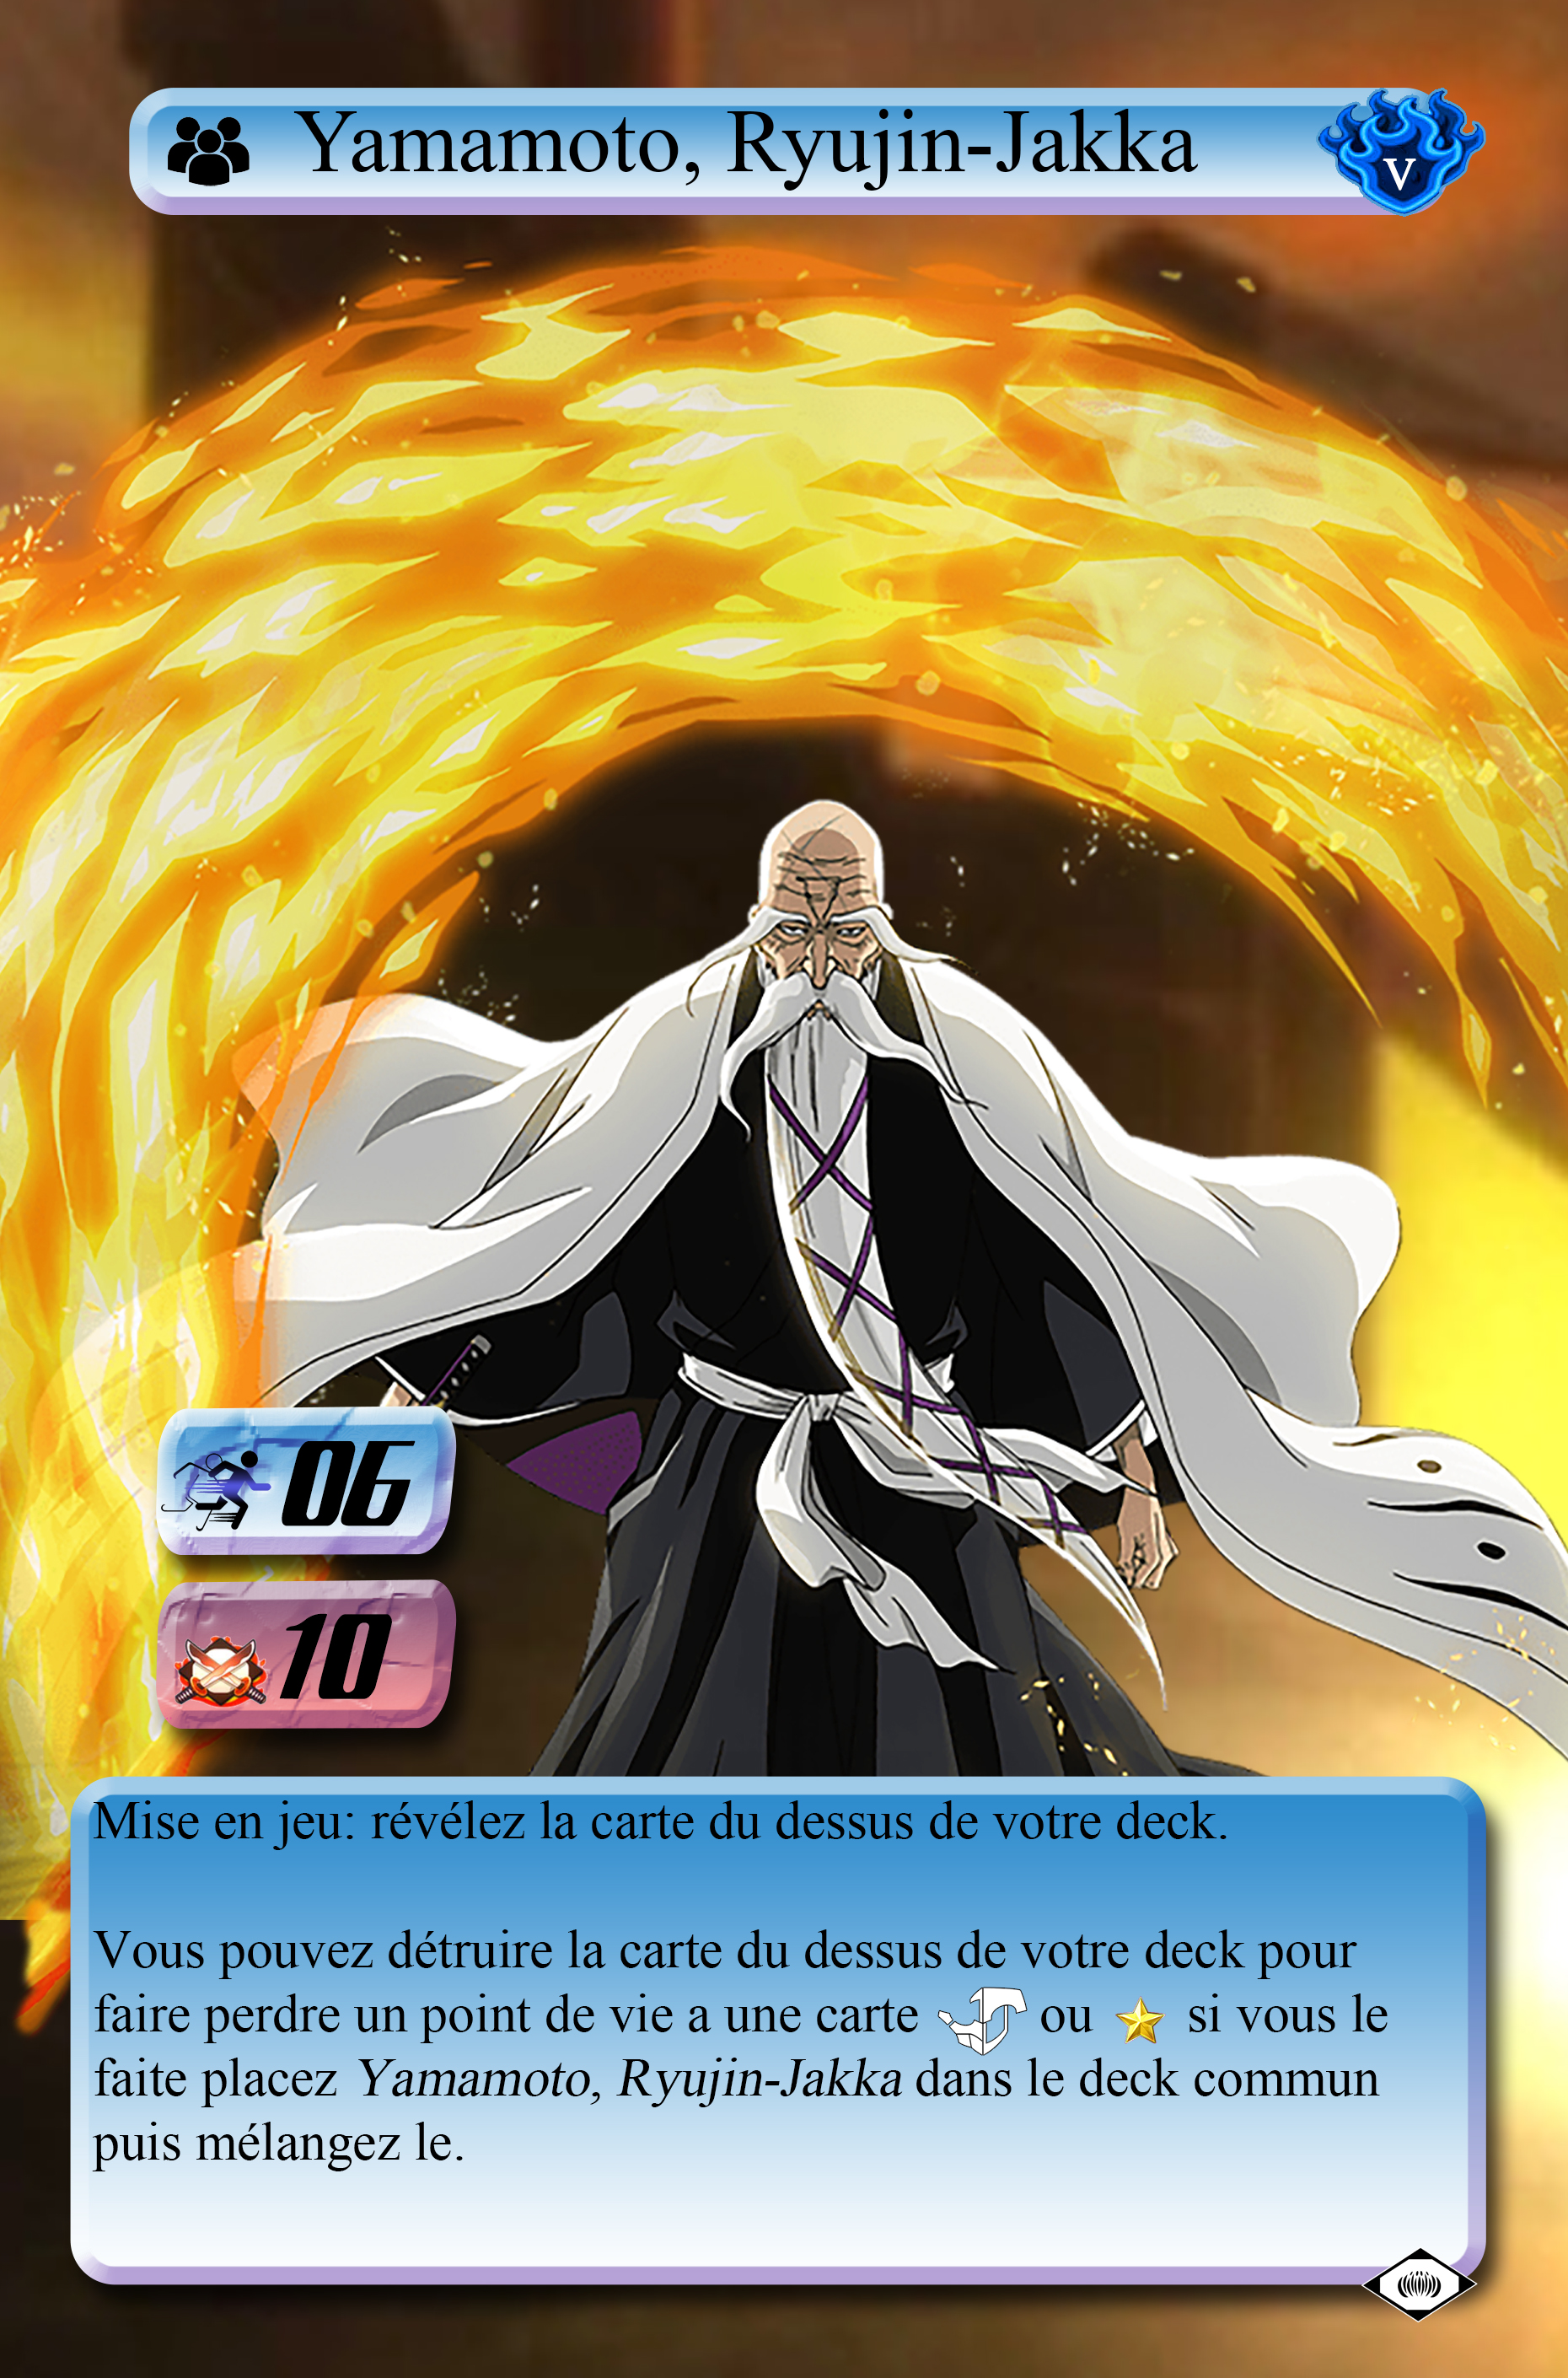 Yamamoto, Ryujin-Jakka
V
06
10
Mise en jeu: révélez la carte du dessus de votre deck.
Vous pouvez détruire la carte du dessus de votre deck pour
faire perdre un point de vie a une carte ou si vous le
faite placez Yamamoto, Ryujin-Jakka dans le deck commun
puis mélangez le.